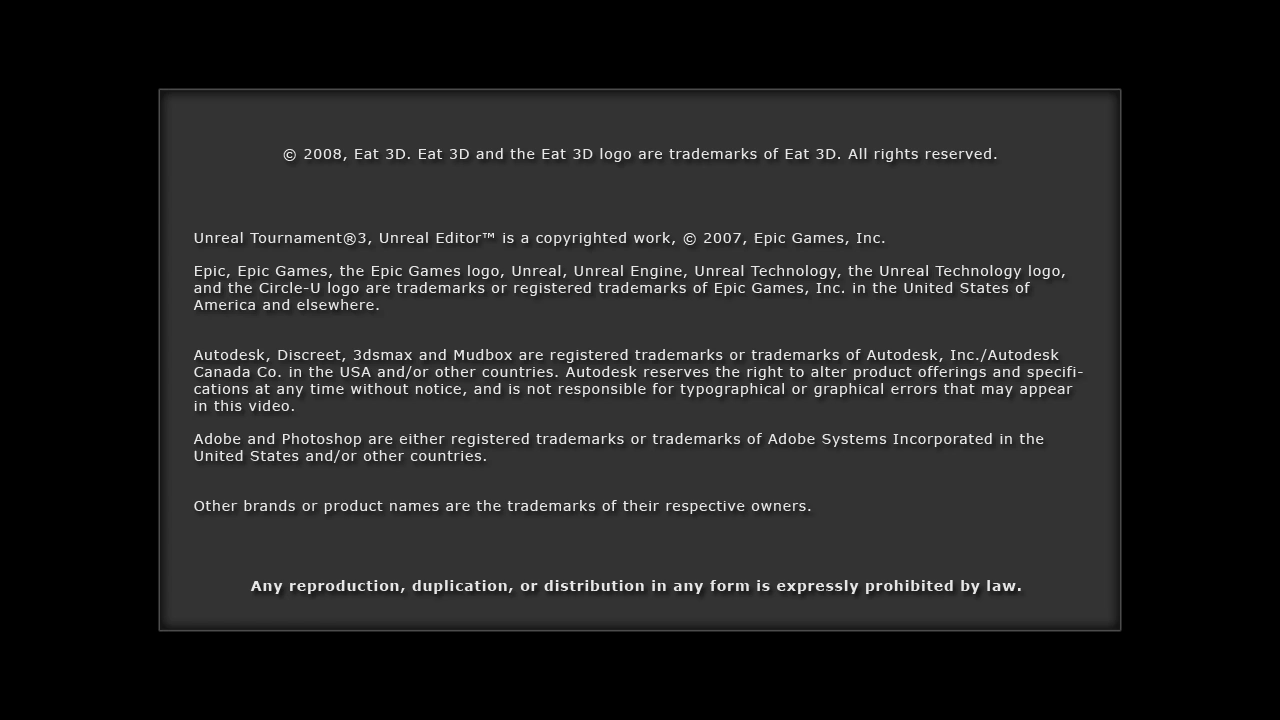 © 2008, Eat 3D. Eat 3D and the Eat 3D logo are trademarks of Eat 3D. All rights reserved.
Unreal Tournament®3, Unreal Editor™ is a copyrighted work, © 2007, Epic Games, Inc.
Epic, Epic Games, the Epic Games logo, Unreal, Unreal Engine, Unreal Technology, the Unreal Technology logo,
and the Circle-U logo are trademarks or registered trademarks of Epic Games, Inc. in the United States of
America and elsewhere.
Autodesk, Discreet, 3dsmax and Mudbox are registered trademarks or trademarks of Autodesk, Inc./Autodesk
Canada Co. in the USA and/or other countries. Autodesk reserves the right to alter product offerings and specifi-
cations at any time without notice, and is not responsible for typographical or graphical errors that may appear
in this video.
Adobe and Photoshop are either registered trademarks or trademarks of Adobe Systems Incorporated in the
United States and/or other countries.
Other brands or product names are the trademarks of their respective owners.
Any reproduction, duplication, or distribution in any form is expressly prohibited by law.